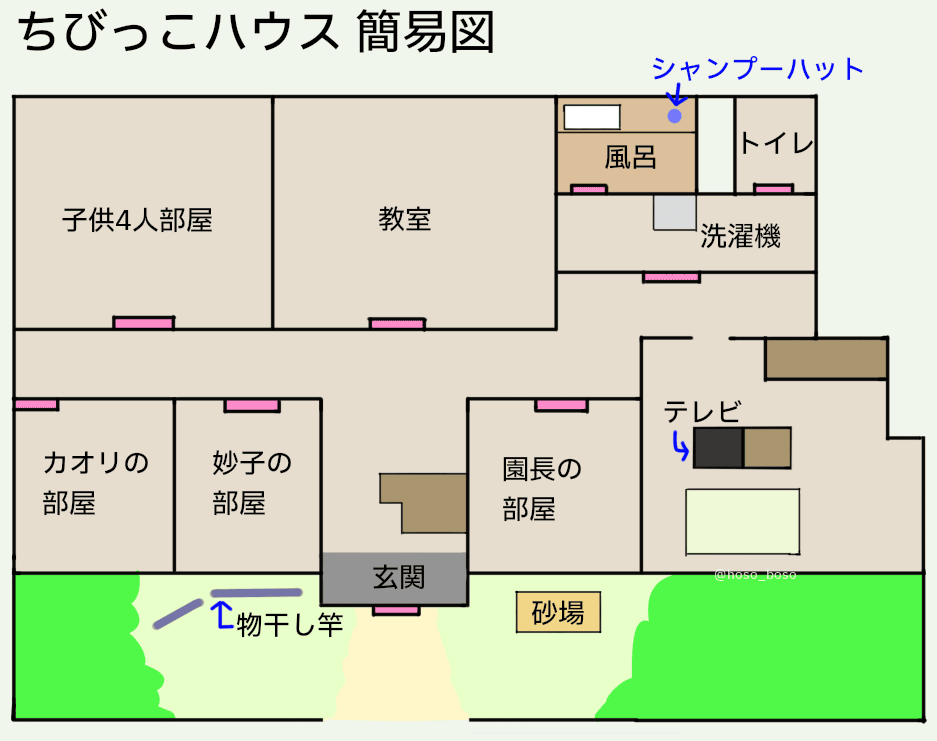 ちびっこハウス 簡易図
シャンプーハット
トイレ
風呂
子供4人部屋
教室
洗濯機
テレビ
カオリの
部屋
妙子の
部屋
園長の
部屋
玄関
@hoso_boso
砂場
物干し竿